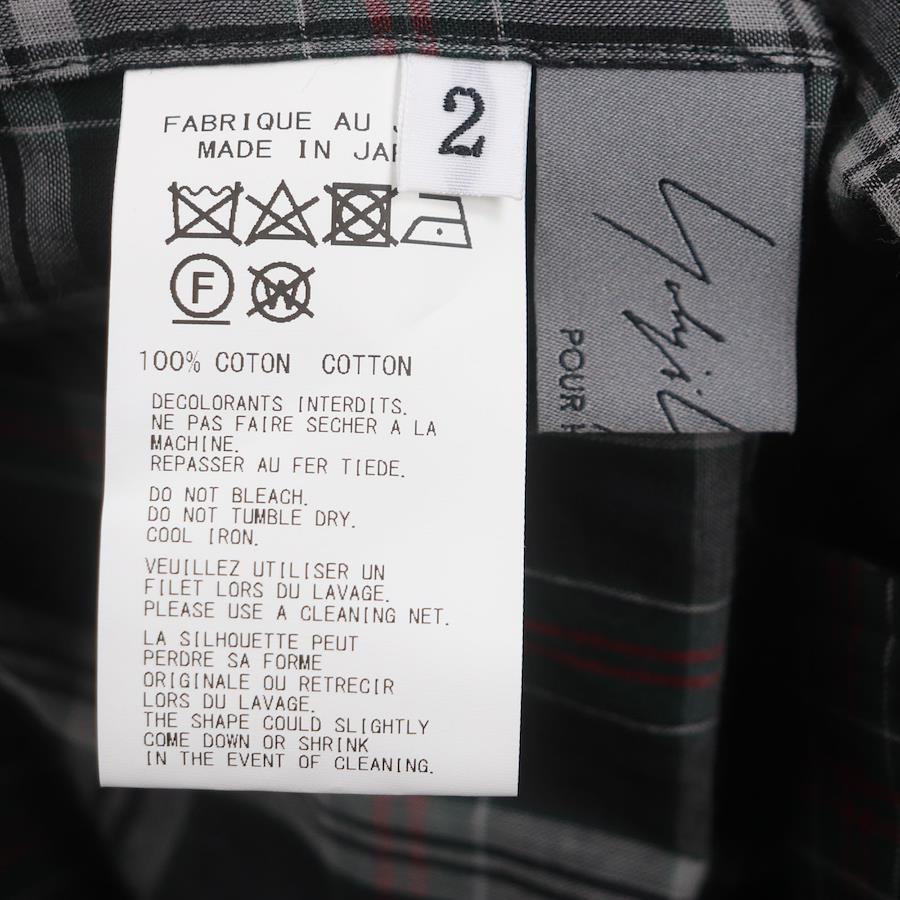 FABRIQUE AU
MADE IN
2
F
W
100% COTON COTTON
DECOLORANTS INTERDITS.
NE PAS FAIRE SECHER A LA
MACHINE.
REPASSER AU FER TIEDE.
DO NOT BLEACH.
DO NOT TUMBLE DRY.
COOL IRON.
VEUILLEZ UTILISER UN
FILET LORS DU LAVAGE.
PLEASE USE A CLEANING NET.
LA SILHOUETTE PEUT
PERDRE SA FORME
ORIGINALE OU RETRECIR
LORS DU LAVAGE.
THE SHAPE COULD SLIGHTLY
COME DOWN OR SHRINK
IN THE EVENT OF CLEANING.
POUR